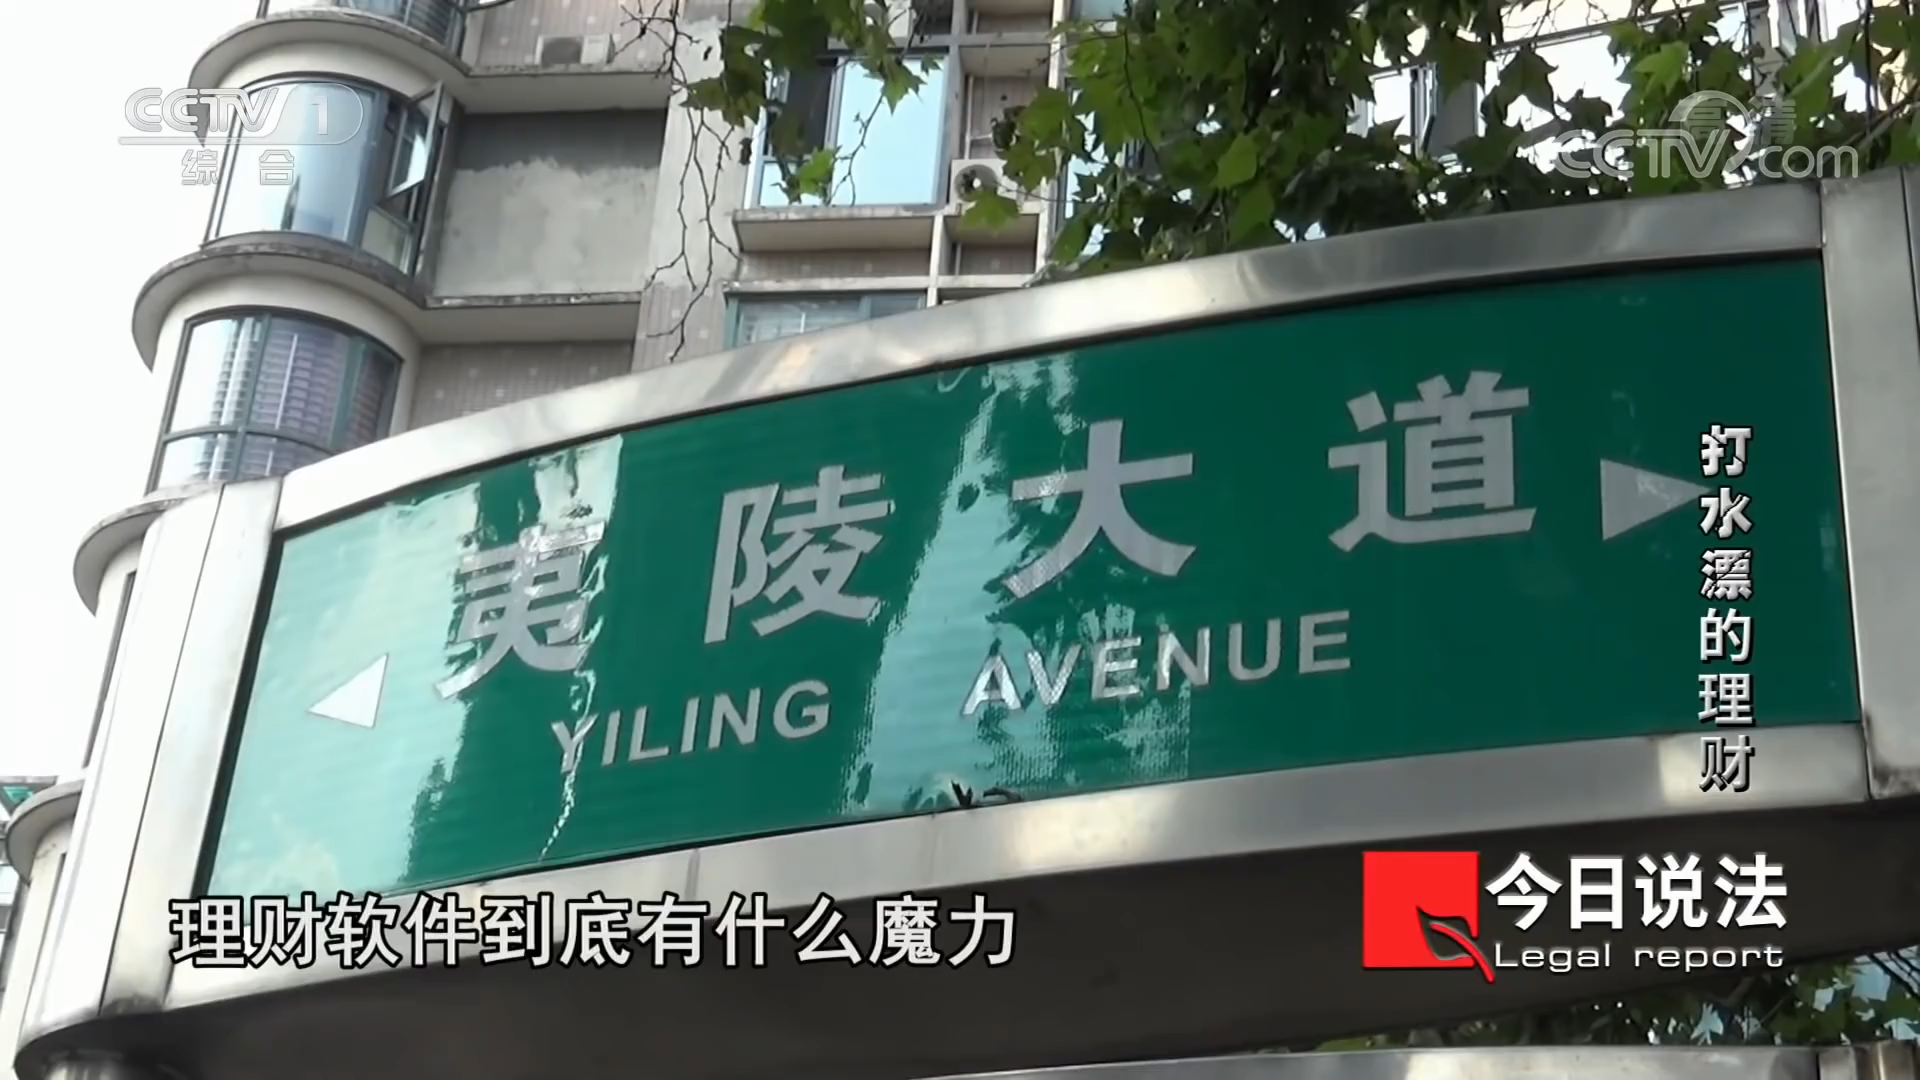 CCTV 1
综合
高清
CCTV.com
夷陵大道
YILING AVENUE
打水漂的理财
理财软件到底有什么魔力
今日说法
Legal report